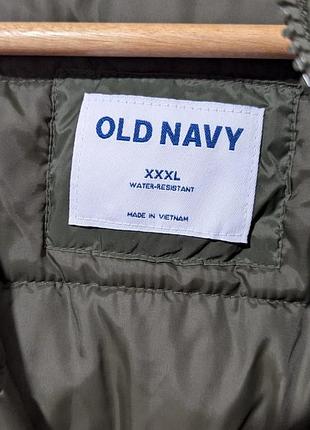 OLD NAVY
XXXL
WATER-RESISTANT
MADE IN VIETNAM